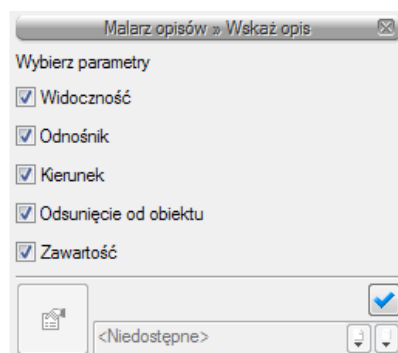 Malarz opisów » Wskaż opis
Wybierz parametry
Widoczność
Odnośnik
Kierunek
Odsunięcie od obiektu
Zawartość
<Niedostępne>